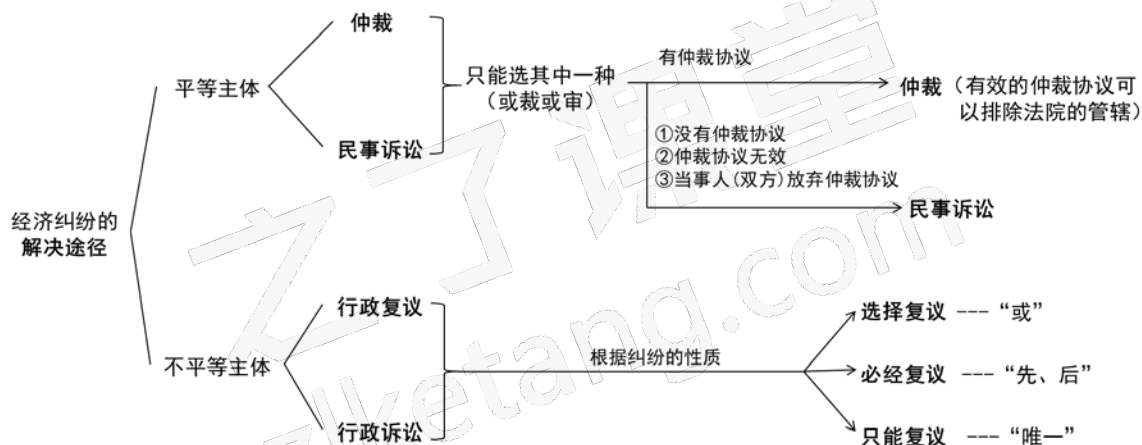 经济纠纷的
解决途径
平等主体
仲裁
民事诉讼
只能选其中一种
（或裁或审）
有仲裁协议
仲裁（有效的仲裁协议可
以排除法院的管辖）
①没有仲裁协议
②仲裁协议无效
③当事人(双方)放弃仲裁协议
民事诉讼
不平等主体
行政复议
行政诉讼
根据纠纷的性质
选择复议 --- “或”
必经复议 --- “先、后”
只能复议 --- “唯一”
之了课堂
zlketang.com